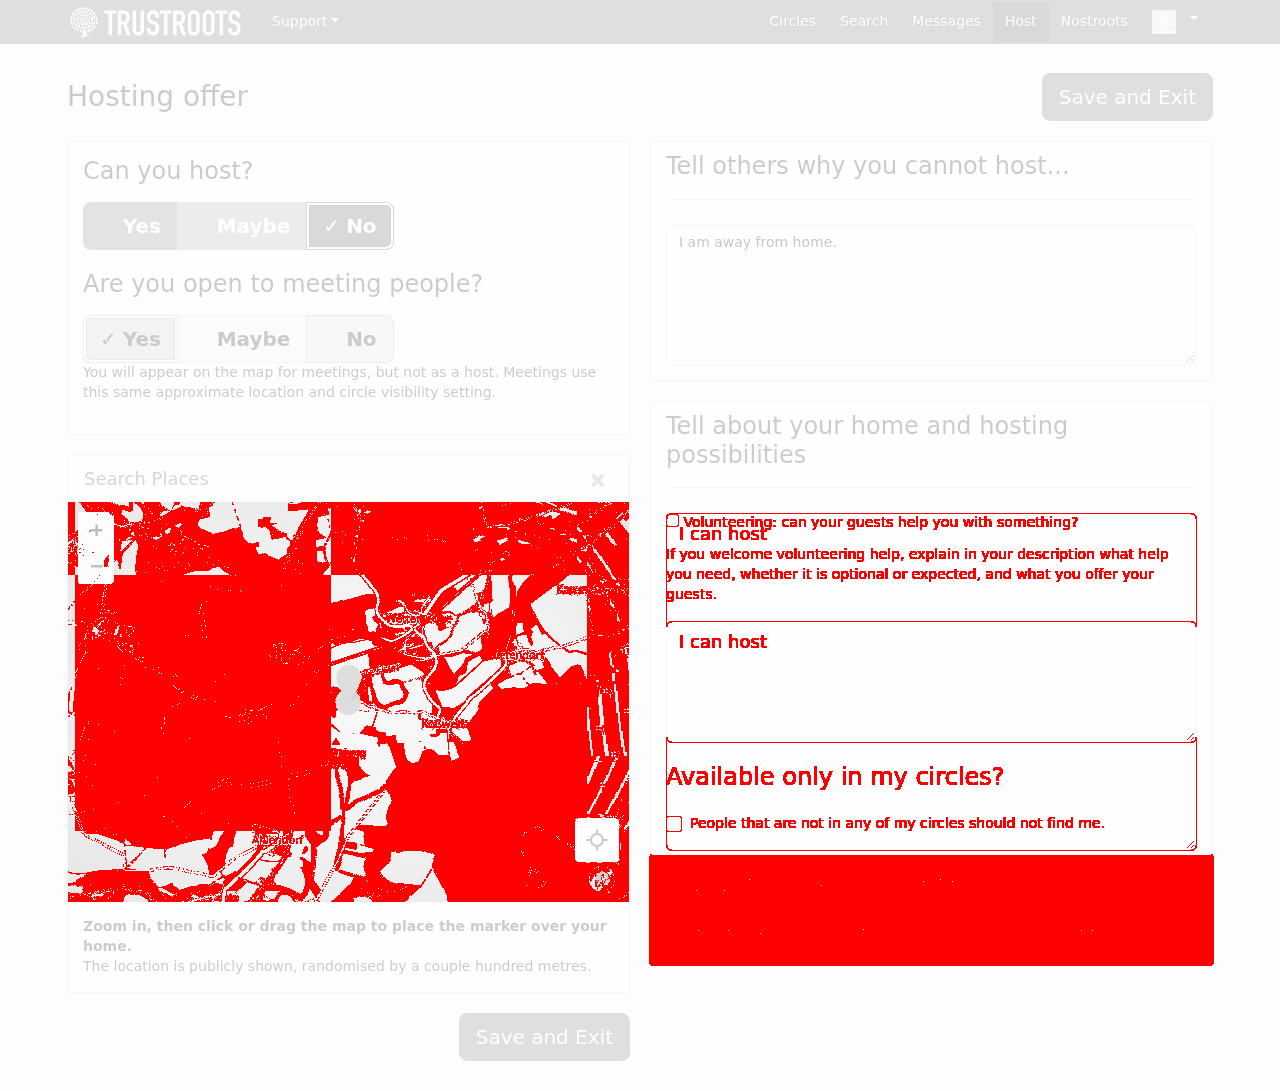 TRUSTROOTS
Support
Circles
Search
Messages
Host
Nostroots
Hosting offer
Save and Exit
Can you host?
Yes
Maybe
✓ No
Are you open to meeting people?
✓ Yes
Maybe
No
You will appear on the map for meetings, but not as a host. Meetings use
this same approximate location and circle visibility setting.
Search Places
+
−
Altendorf
Zoom in, then click or drag the map to place the marker over your
home.
The location is publicly shown, randomised by a couple hundred metres.
Save and Exit
Tell others why you cannot host...
I am away from home.
Tell about your home and hosting
possibilities
Volunteering: can your guests help you with something?
I can host
If you welcome volunteering help, explain in your description what help
you need, whether it is optional or expected, and what you offer your
guests.
I can host
Available only in my circles?
People that are not in any of my circles should not find me.